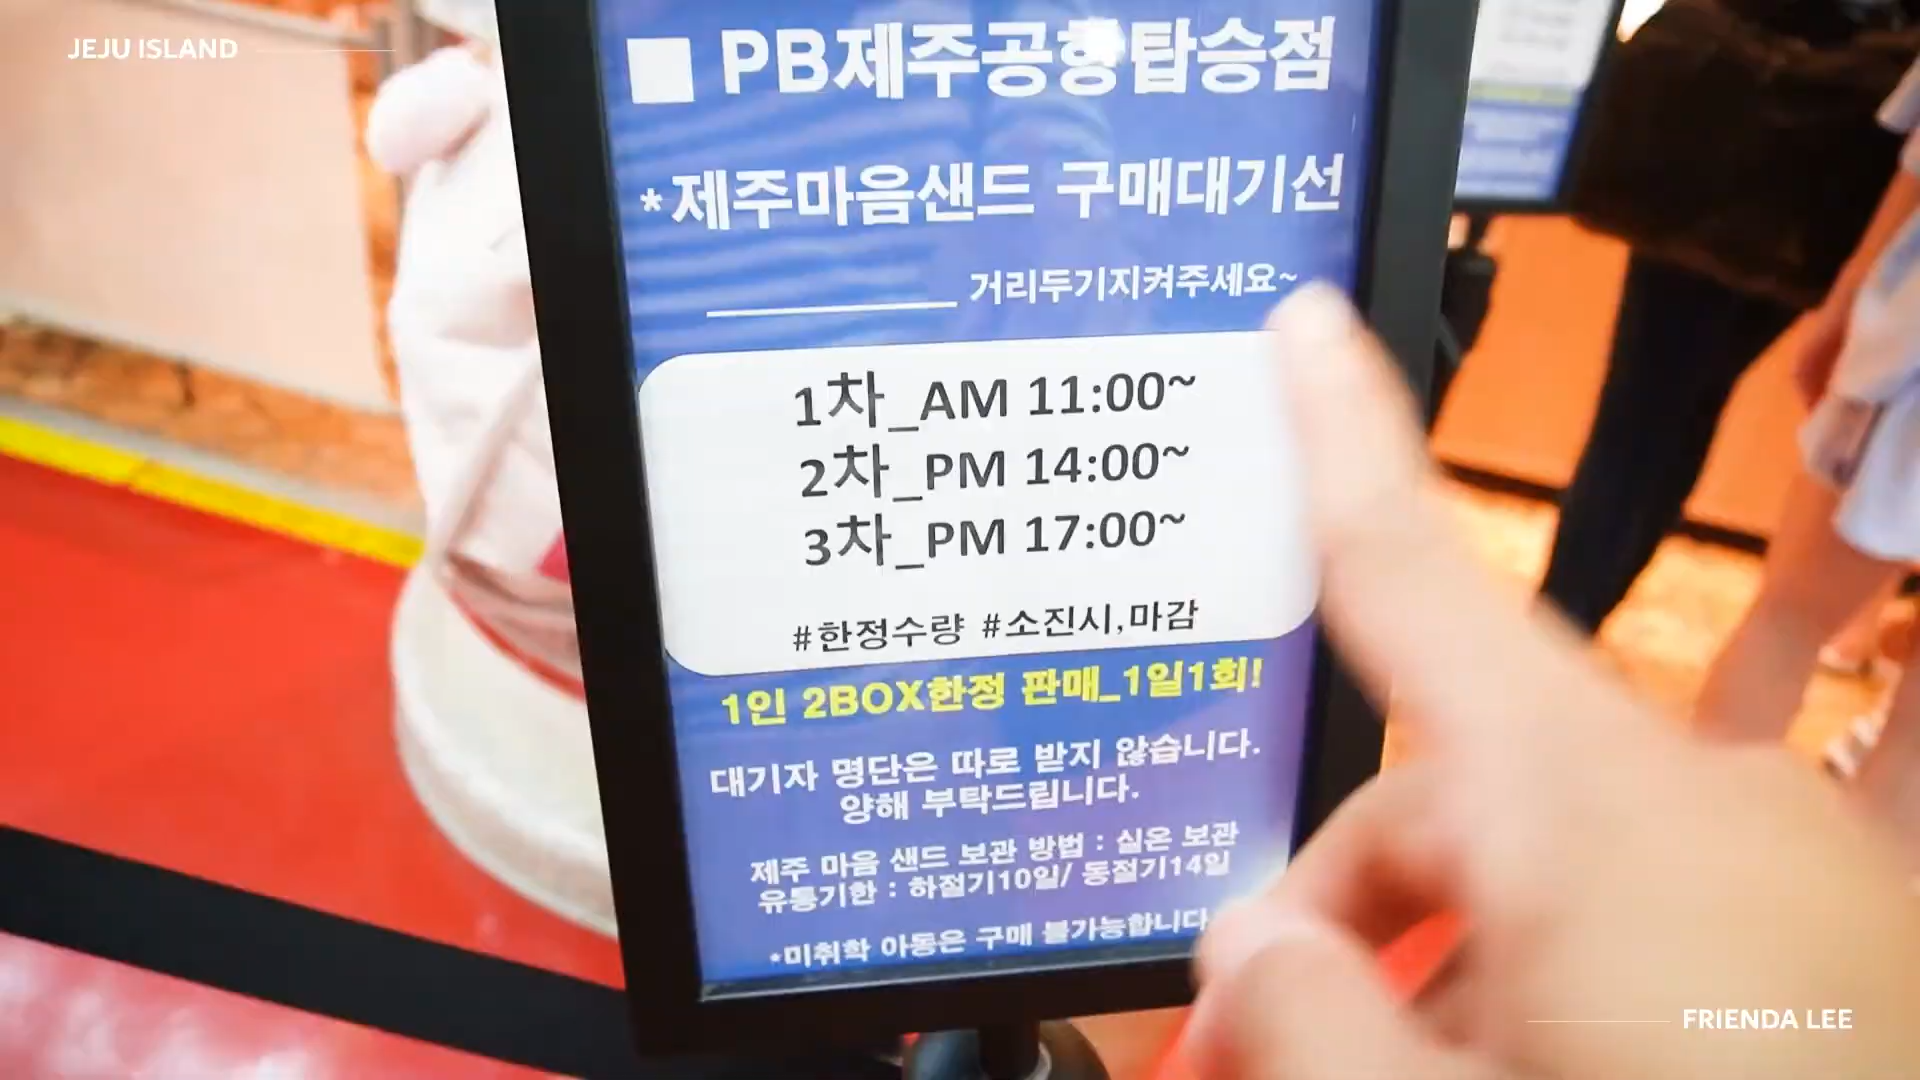 JEJU ISLAND
■ PB제주공항탑승점
*제주마음샌드 구매대기선
거리두기지켜주세요~
1차_AM 11:00~
2차_PM 14:00~
3차_PM 17:00~
#한정수량 #소진시,마감
1인 2BOX한정 판매_1일1회!
대기자 명단은 따로 받지 않습니다.
양해 부탁드립니다.
제주 마음 샌드 보관 방법 : 실온 보관
유통기한 : 하절기10일/ 동절기14일
*미취학 아동은 구매 불가능합니다
FRIENDA LEE